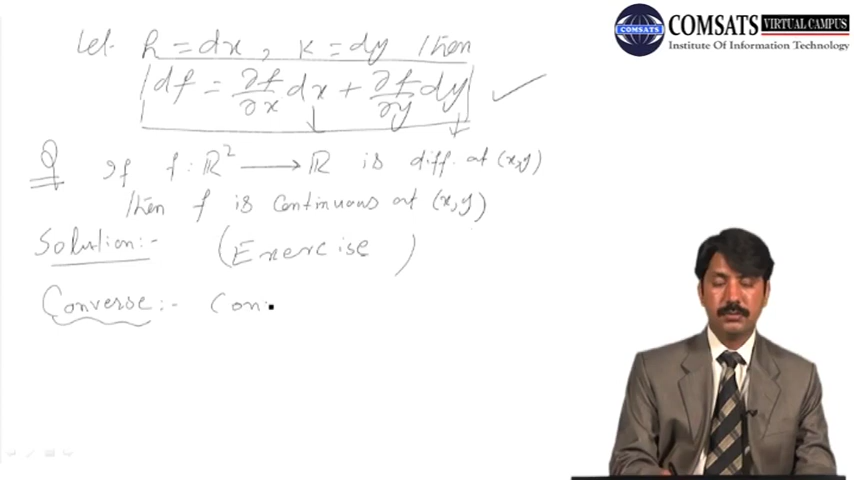 COMSATS VIRTUAL CAMPUS
Institute Of Information Technology
Let h = dx, k = dy then
df = ∂f/∂x dx + ∂f/∂y dy
Q If f : ℝ² → ℝ is diff. at (x,y)
then f is continuous at (x,y)
Solution:- (Exercise)
Converse:- Con